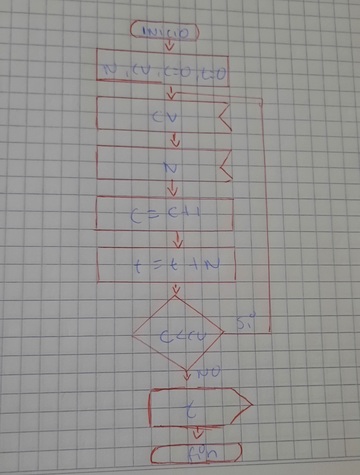 INICIO
N, CV, C=0, t=0
CV
N
C = C+1
t = t + N
C<CV
Si
NO
t
fin